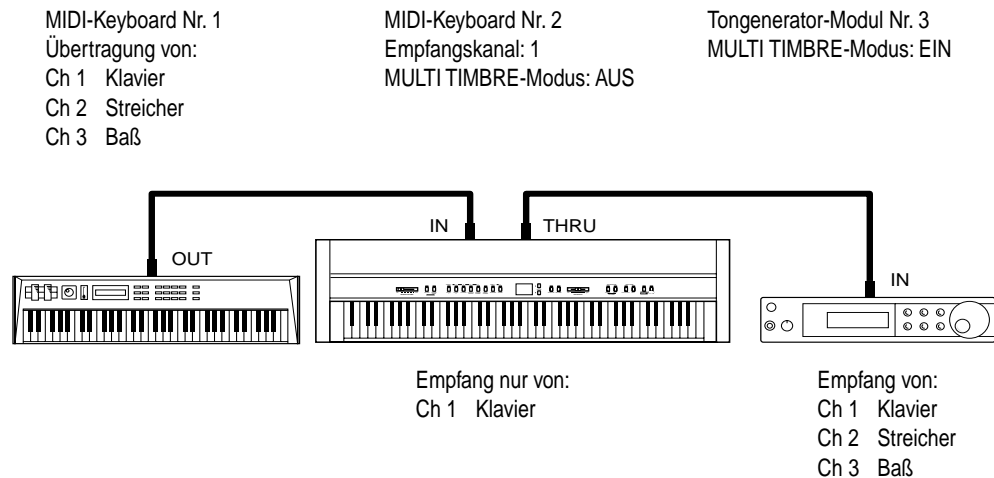 MIDI-Keyboard Nr. 1
Übertragung von:
Ch 1 Klavier
Ch 2 Streicher
Ch 3 Baß
MIDI-Keyboard Nr. 2
Empfangskanal: 1
MULTI TIMBRE-Modus: AUS
Tongenerator-Modul Nr. 3
MULTI TIMBRE-Modus: EIN
OUT
IN
THRU
IN
Empfang nur von:
Ch 1 Klavier
Empfang von:
Ch 1 Klavier
Ch 2 Streicher
Ch 3 Baß